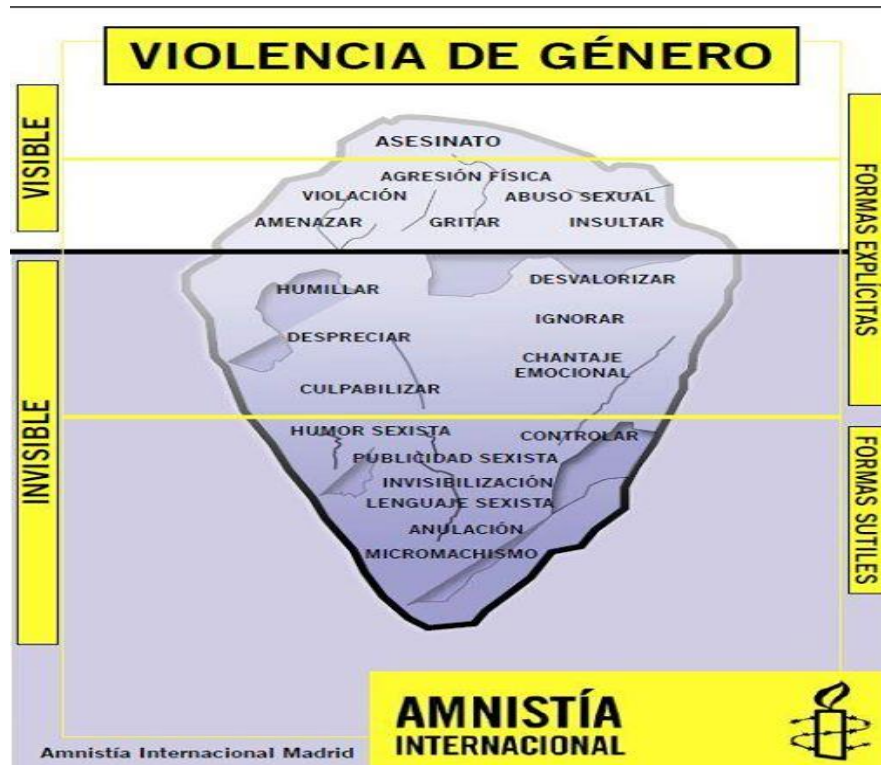 VIOLENCIA DE GÉNERO
VISIBLE
FORMAS EXPLÍCITAS
ASESINATO
AGRESIÓN FÍSICA
VIOLACIÓN ABUSO SEXUAL
AMENAZAR GRITAR INSULTAR
INVISIBLE
HUMILLAR DESVALORIZAR
IGNORAR
DESPRECIAR
CHANTAJE
EMOCIONAL
CULPABILIZAR
FORMAS SUTILES
HUMOR SEXISTA CONTROLAR
PUBLICIDAD SEXISTA
INVISIBILIZACIÓN
LENGUAJE SEXISTA
ANULACIÓN
MICROMACHISMO
AMNISTÍA
INTERNACIONAL
Amnistía Internacional Madrid